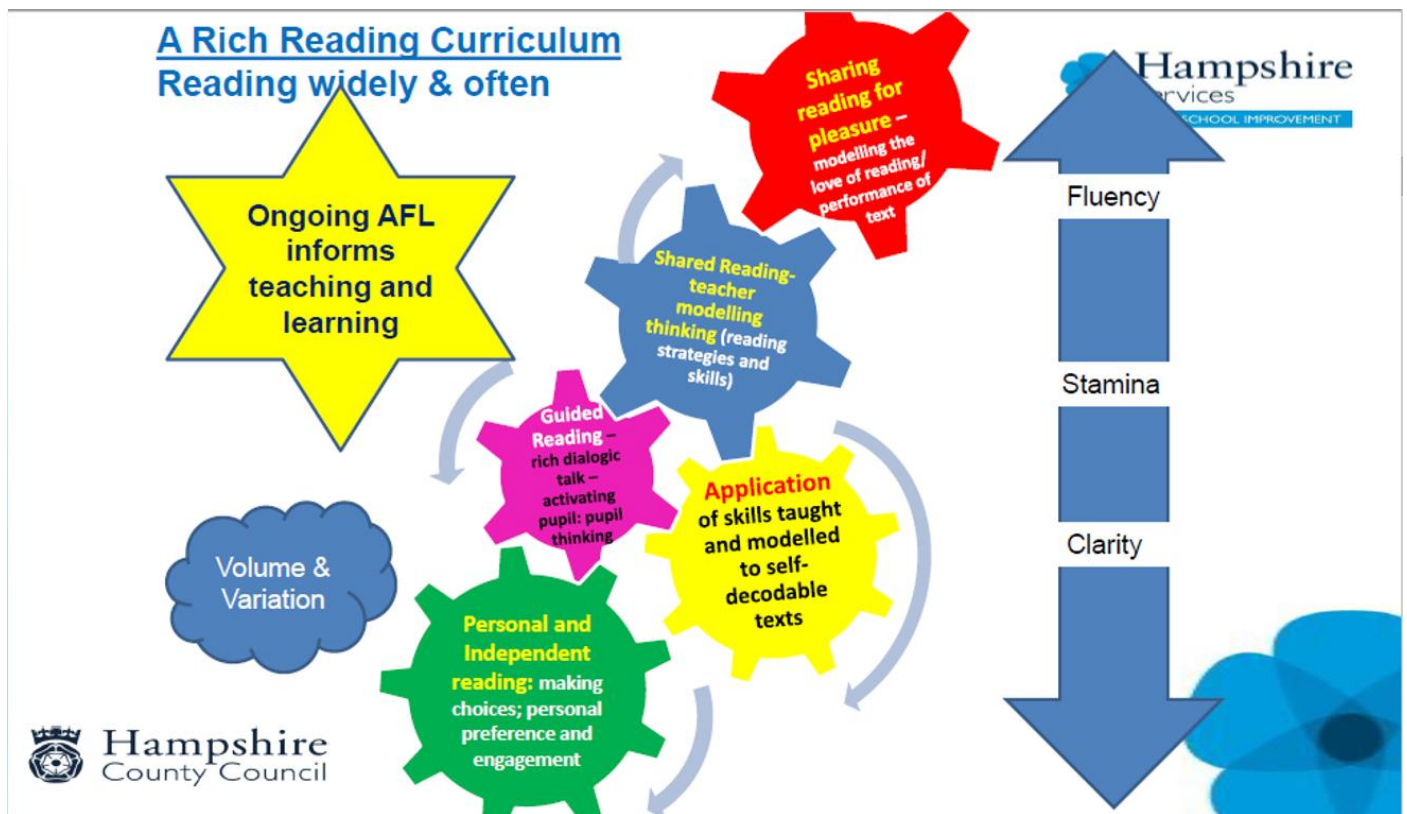 A Rich Reading Curriculum
Reading widely & often
Ongoing AFL
informs
teaching and
learning
Sharing
reading for
pleasure –
modelling the
love of reading/
performance of
text
Hampshire
ervices
SCHOOL IMPROVEMENT
Shared Reading-
teacher
modelling
thinking (reading
strategies and
skills)
Guided
Reading –
rich dialogic
talk –
activating
pupil: pupil
thinking
Application
of skills taught
and modelled
to self-
decodable
texts
Volume &
Variation
Personal and
Independent
reading: making
choices; personal
preference and
engagement
Fluency
Stamina
Clarity
Hampshire
County Council